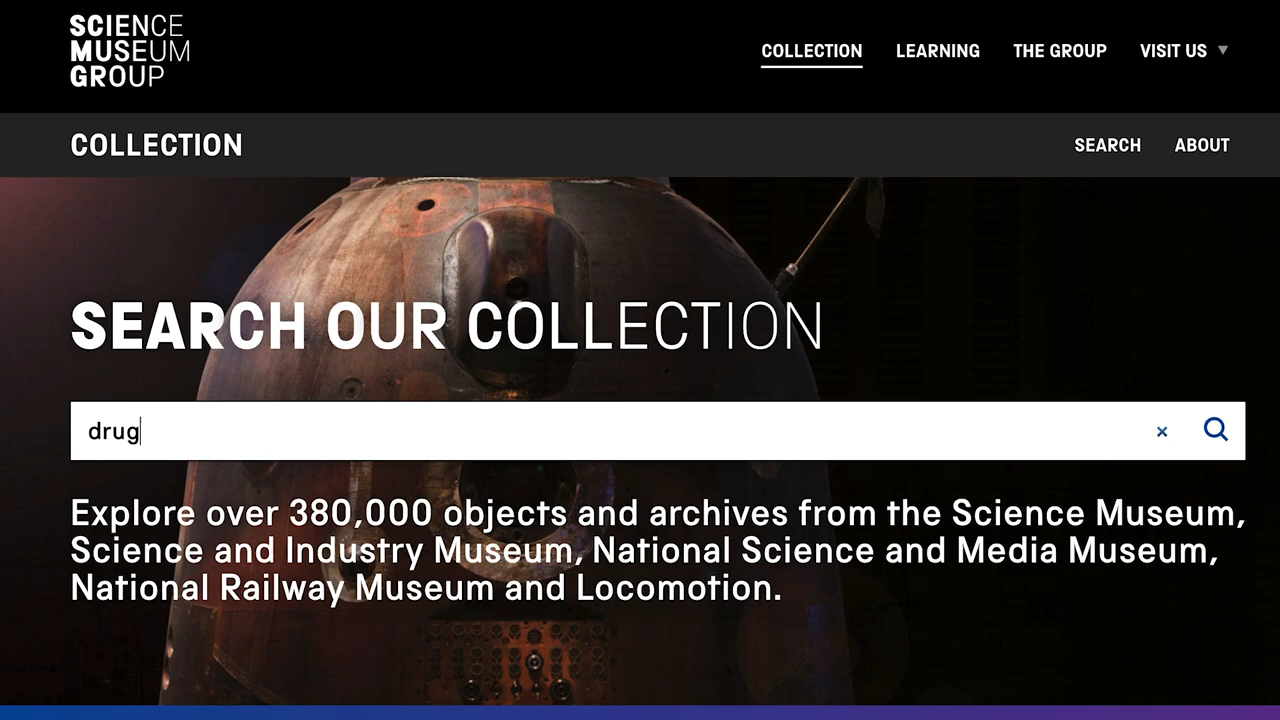 SCIENCE
MUSEUM
GROUP
COLLECTION LEARNING THE GROUP VISIT US
COLLECTION SEARCH ABOUT
SEARCH OUR COLLECTION
drug
Explore over 380,000 objects and archives from the Science Museum,
Science and Industry Museum, National Science and Media Museum,
National Railway Museum and Locomotion.